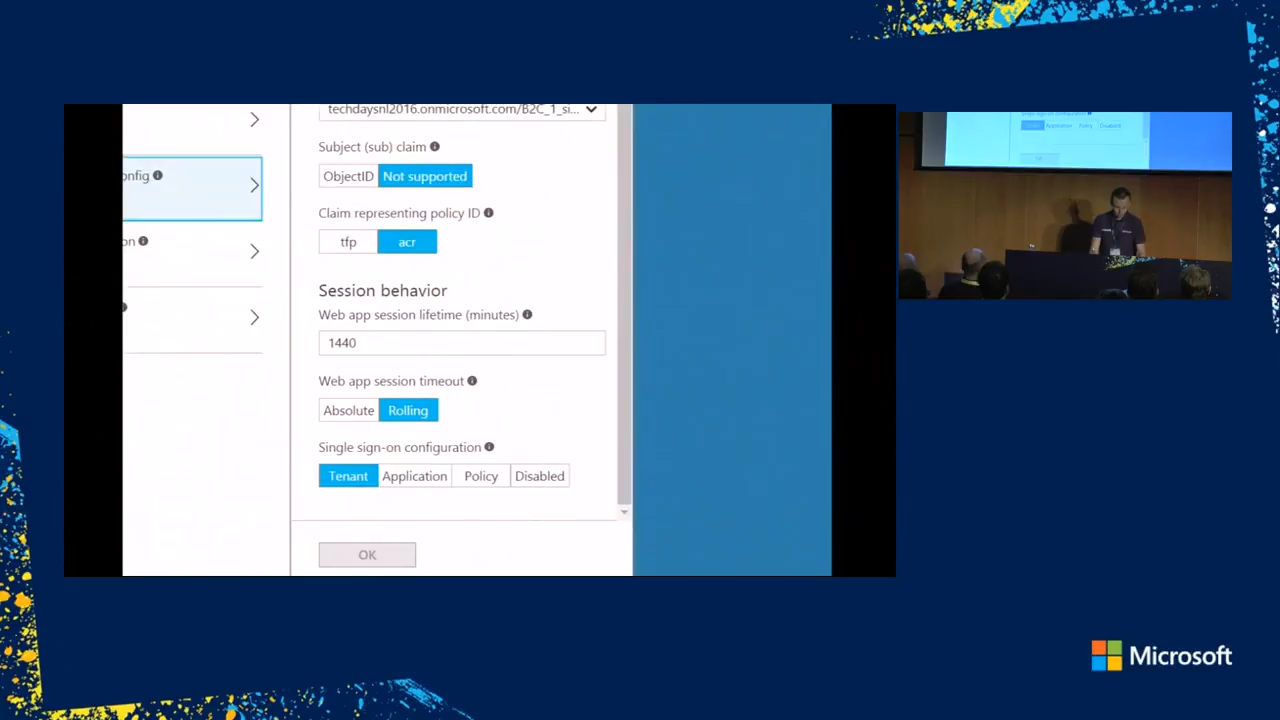 techdaysnl2016.onmicrosoft.com/B2C_1_si...
Subject (sub) claim
ObjectID Not supported
onfig
Claim representing policy ID
tfp acr
on
Session behavior
Web app session lifetime (minutes)
1440
Web app session timeout
Absolute Rolling
Single sign-on configuration
Tenant Application Policy Disabled
OK
Microsoft